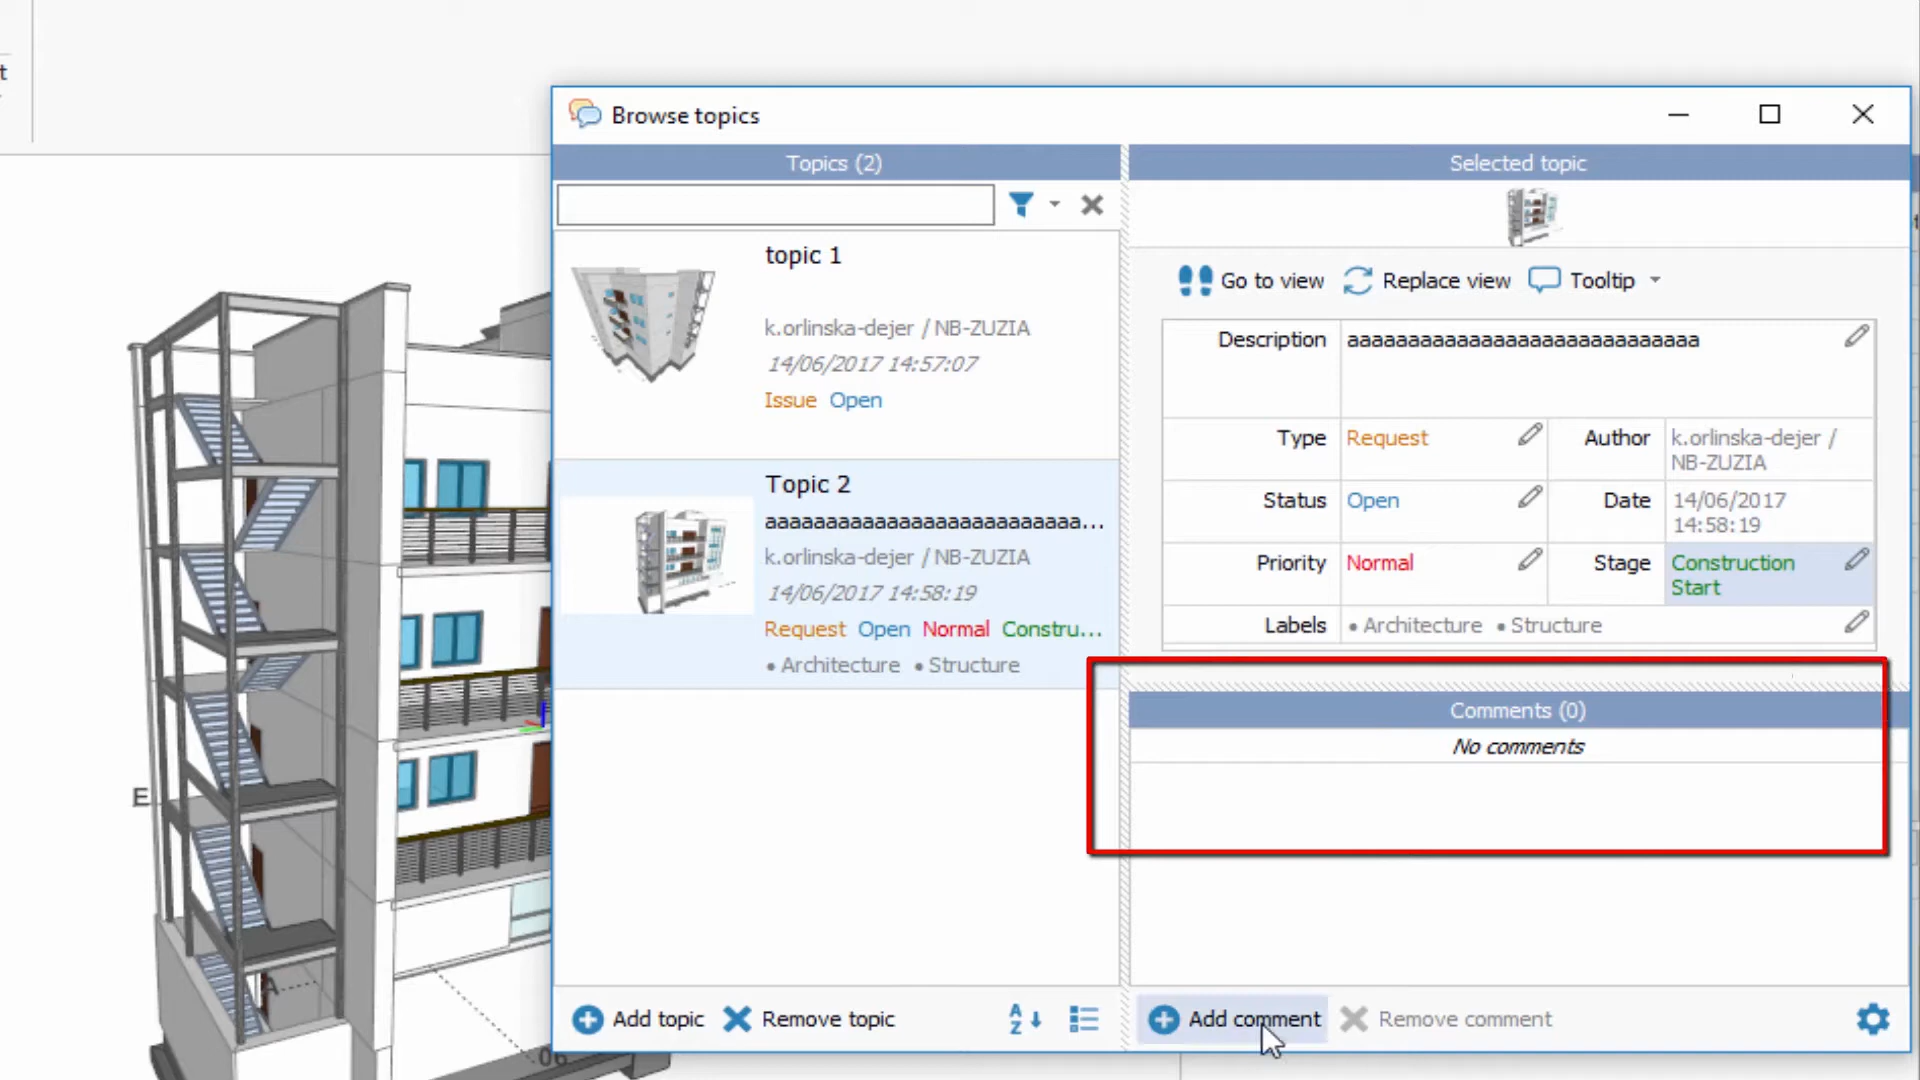 t
Browse topics
Topics (2)
topic 1
k.orlinska-dejer / NB-ZUZIA
14/06/2017 14:57:07
Issue Open
Topic 2
aaaaaaaaaaaaaaaaaaaaaaaaaa...
k.orlinska-dejer / NB-ZUZIA
14/06/2017 14:58:19
Request Open Normal Constru...
• Architecture • Structure
Add topic Remove topic
Selected topic
Go to view Replace view Tooltip
Description aaaaaaaaaaaaaaaaaaaaaaaaaaaaa
Type Request Author k.orlinska-dejer /
NB-ZUZIA
Status Open Date 14/06/2017
14:58:19
Priority Normal Stage Construction
Start
Labels • Architecture • Structure
Comments (0)
No comments
Add comment Remove comment
E
A
06